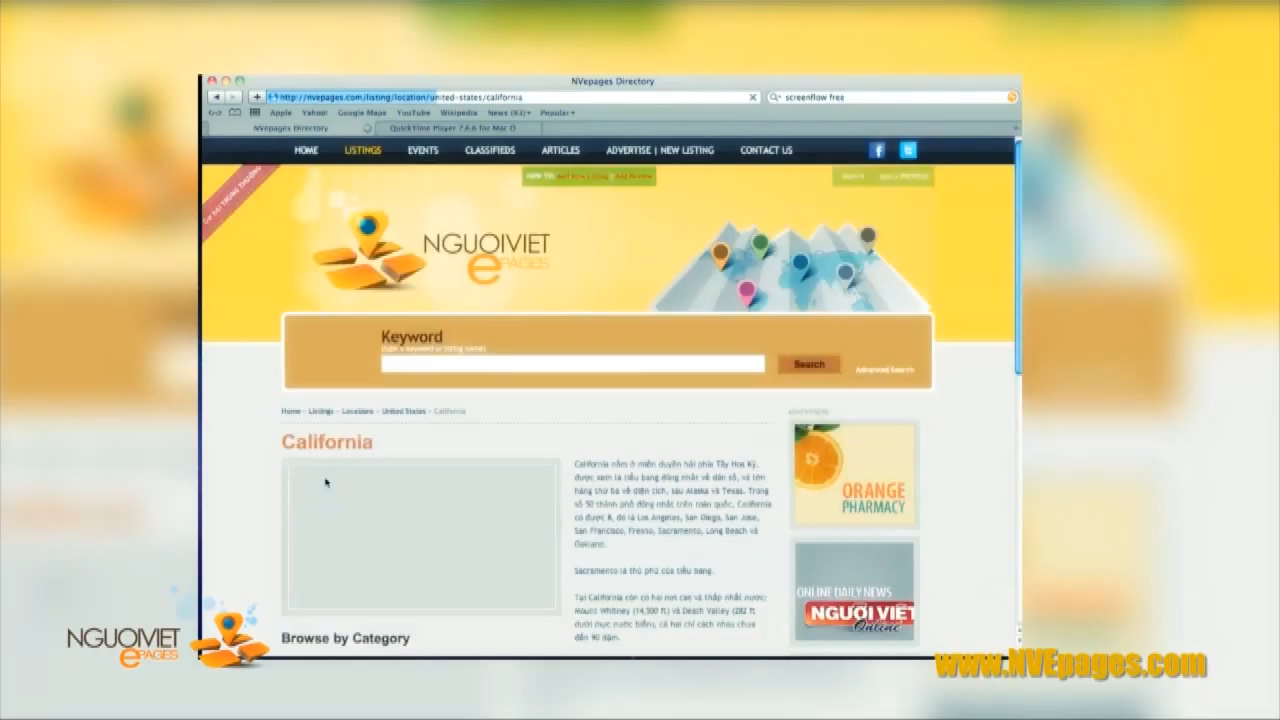 NVepages Directory
http://nvepages.com/listing/location/united-states/california
screenflow free
Apple Yahoo! Google Maps YouTube Wikipedia News (93) Popular
NVepages Directory
QuickTime Player 7.6.6 for Mac O
HOME LISTINGS EVENTS CLASSIFIEDS ARTICLES ADVERTISE | NEW LISTING CONTACT US
NGUOIVIET
ePAGES
Keyword
Search
Advanced Search
Home Listings Locations United States California
California
California nằm ở miền duyên hải phía Tây Hoa Kỳ,
được xem là tiểu bang đông nhất về dân số, và lớn
hàng thứ ba về diện tích, sau Alaska và Texas. Trong
số 50 thành phố đông nhất trên toàn quốc, California
có được 8, đó là Los Angeles, San Diego, San Jose,
San Francisco, Fresno, Sacramento, Long Beach và
Oakland.
Sacramento là thủ phủ của tiểu bang.
Tại California còn có hai nơi cao và thấp nhất nước:
Mount Whitney (14,500 ft) và Death Valley (282 ft
dưới mực nước biển), cả hai chỉ cách nhau chưa
đến 90 dặm.
Browse by Category
ORANGE
PHARMACY
ONLINE DAILY NEWS
NGƯỜI VIỆT
Online
NGUOIVIET
ePAGES
www.NVEpages.com